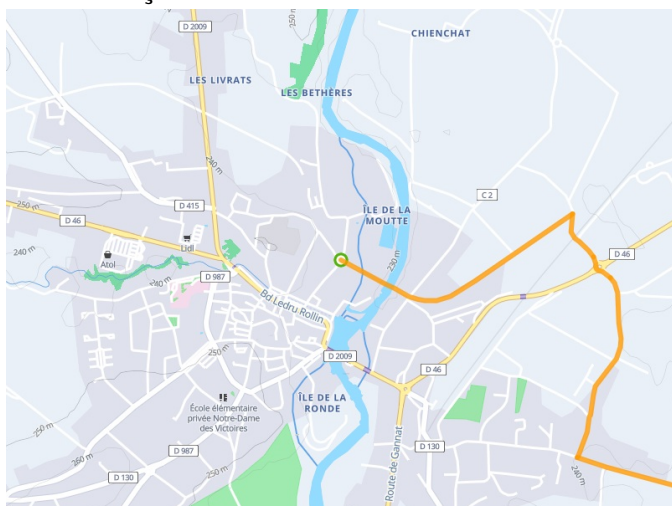 250 m
D 2009
CHIENCHAT
LES LIVRATS
LES BETHÈRES
240 m
C 2
250 m
D 415
D 46
ÎLE DE LA
MOUTTE
240 m
Lidl
Atol
D 46
D 987
230 m
240 m
Bd Ledru Rollin
250 m
D 2009
D 46
ÎLE DE LA
RONDE
École élémentaire
privée Notre-Dame
des Victoires
D 130
Route de Gannat
D 987
260 m
D 130
250 m
240 m